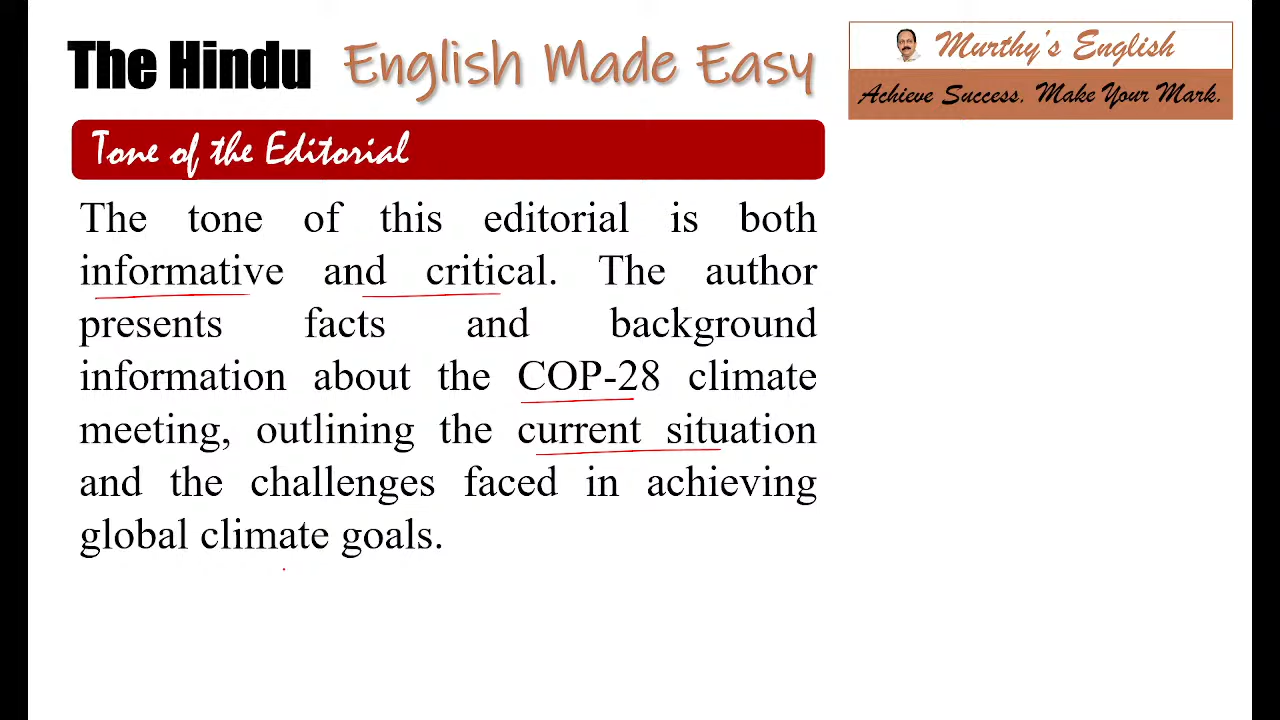 The Hindu English Made Easy
Murthy's English
Achieve Success. Make Your Mark.
Tone of the Editorial
The tone of this editorial is both
informative and critical. The author
presents facts and background
information about the COP-28 climate
meeting, outlining the current situation
and the challenges faced in achieving
global climate goals.